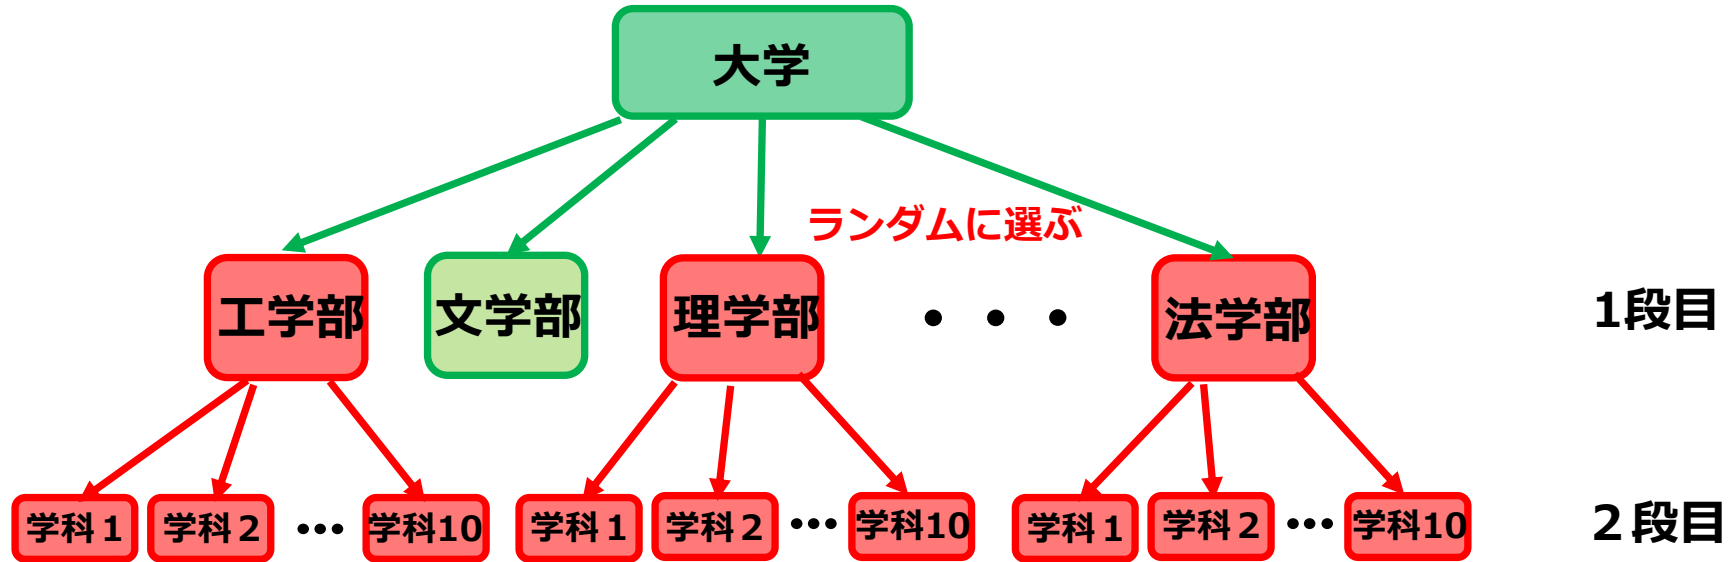 大学
ランダムに選ぶ
工学部 文学部 理学部 ・・・ 法学部 1段目
学科1 学科2 … 学科10 学科1 学科2 … 学科10 学科1 学科2 … 学科10 2段目